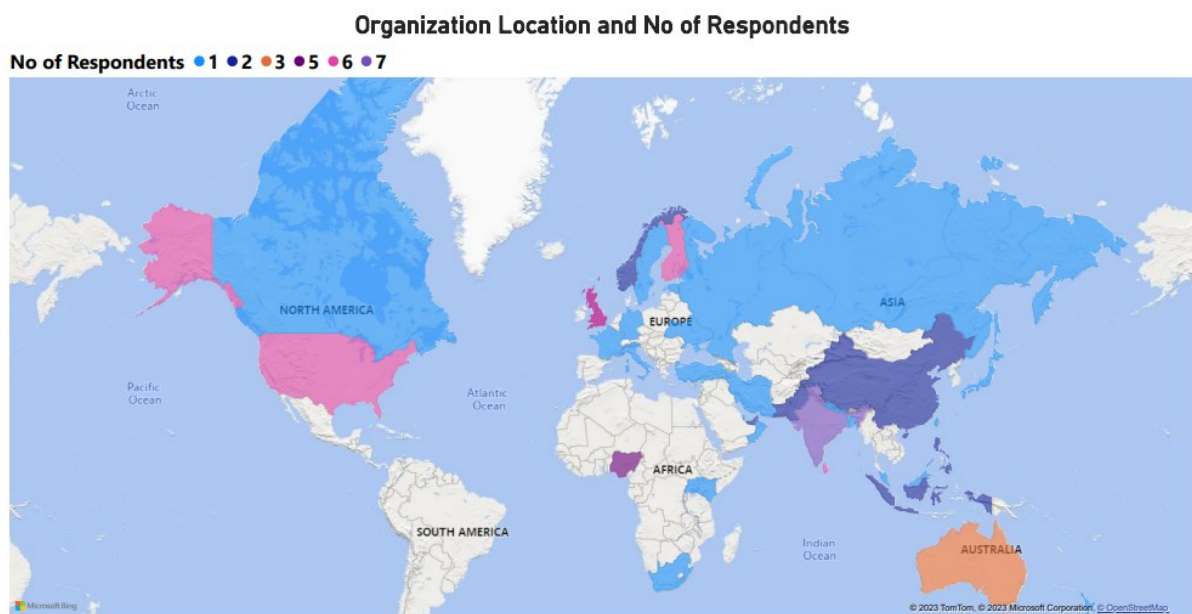 Organization Location and No of Respondents
No of Respondents 1 2 3 5 6 7
Arctic
Ocean
NORTH AMERICA
ASIA
EUROPE
Pacific
Ocean
Atlantic
Ocean
AFRICA
SOUTH AMERICA
Indian
Ocean
AUSTRALIA
Microsoft Bing
© 2023 TomTom, © 2023 Microsoft Corporation, © OpenStreetMap